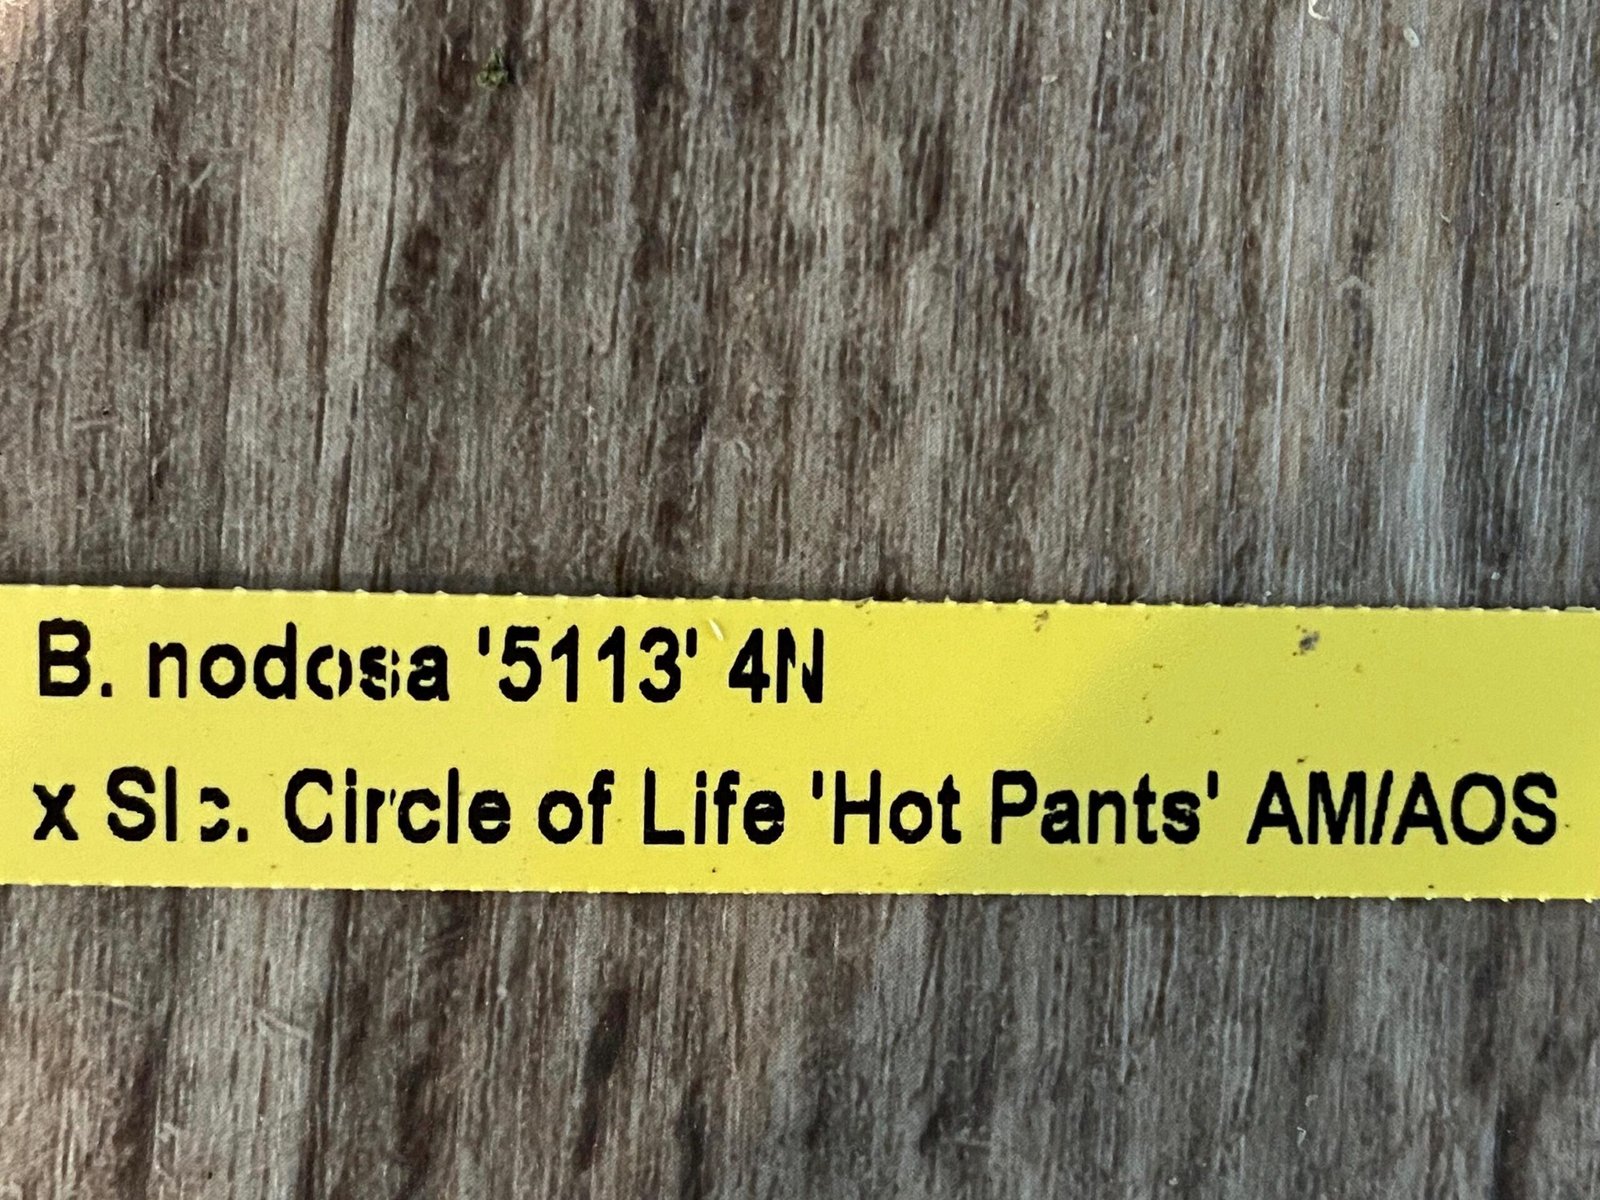 B. nodosa '5113' 4N
x Slc. Circle of Life 'Hot Pants' AM/AOS